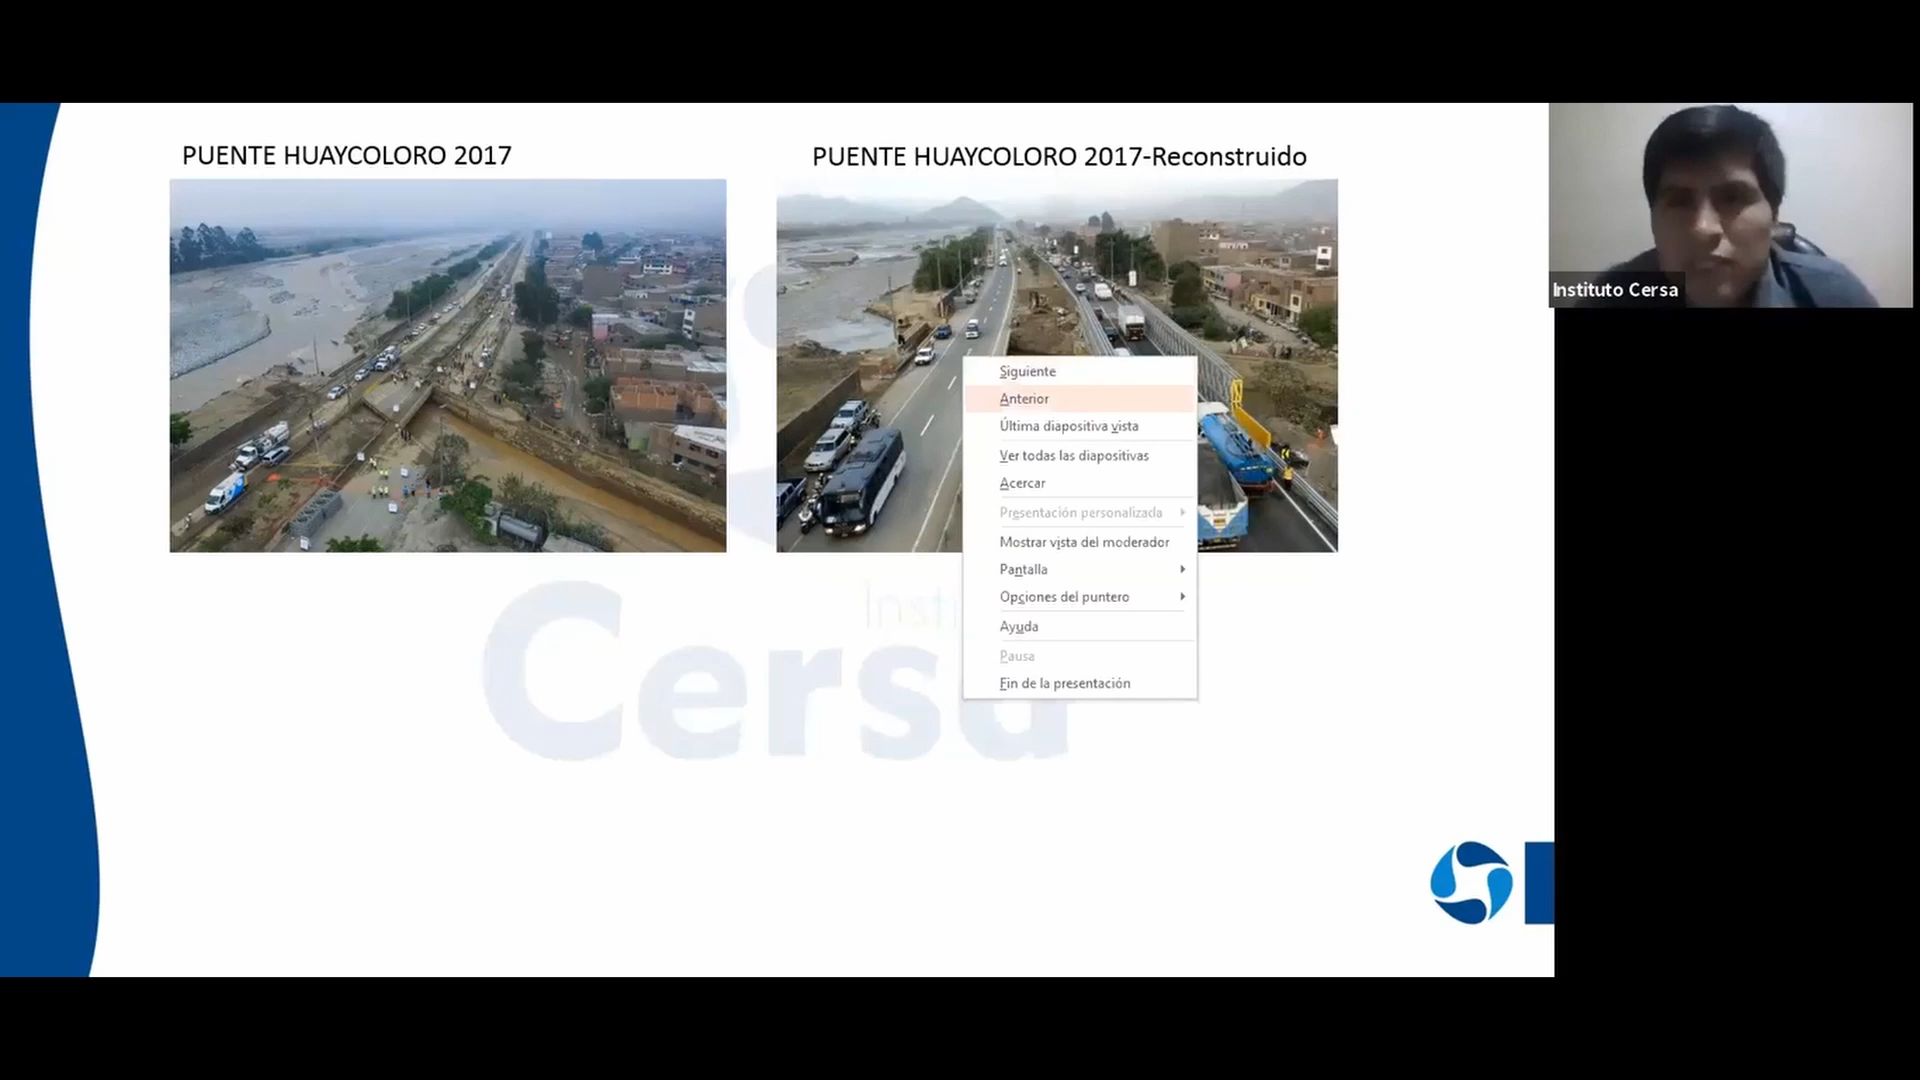 PUENTE HUAYCOLORO 2017
PUENTE HUAYCOLORO 2017-Reconstruido
Instituto Cersa
Siguiente
Anterior
Última diapositiva vista
Ver todas las diapositivas
Acercar
Presentación personalizada
Mostrar vista del moderador
Pantalla
Opciones del puntero
Ayuda
Pausa
Fin de la presentación
Cersa